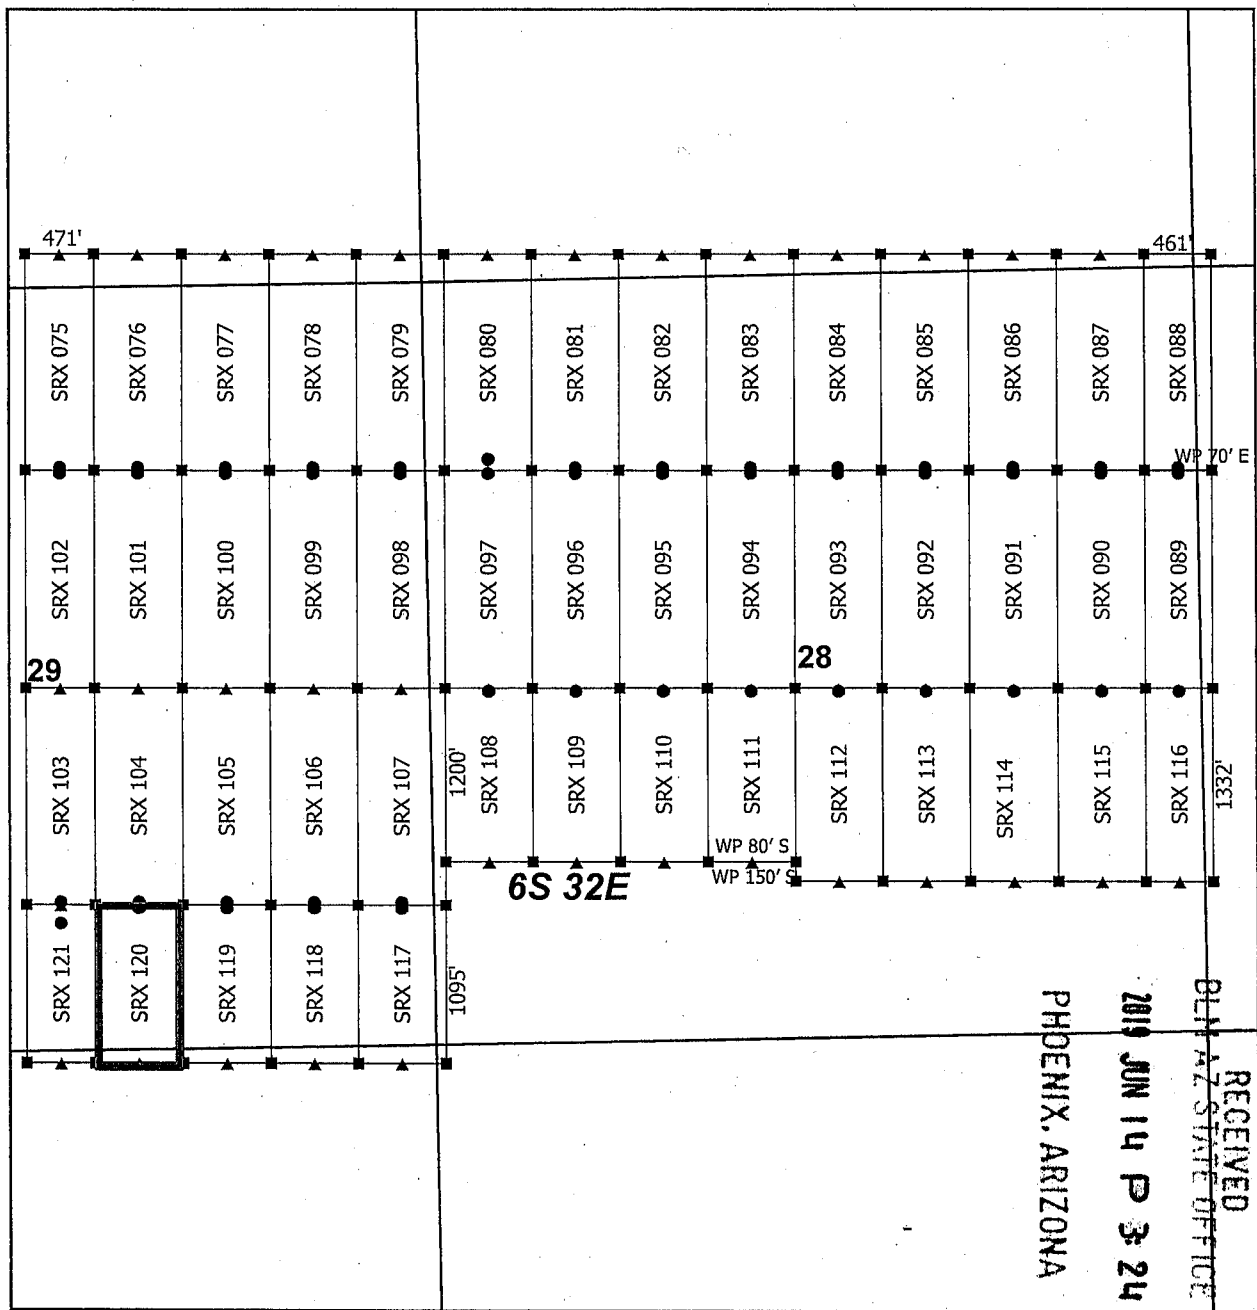 471'
461'
SRX 075
SRX 076
SRX 077
SRX 078
SRX 079
SRX 080
SRX 081
SRX 082
SRX 083
SRX 084
SRX 085
SRX 086
SRX 087
SRX 088
WP 70' E
SRX 102
SRX 101
SRX 100
SRX 099
SRX 098
SRX 097
SRX 096
SRX 095
SRX 094
SRX 093
SRX 092
SRX 091
SRX 090
SRX 089
29
28
SRX 103
SRX 104
SRX 105
SRX 106
SRX 107
1200'
SRX 108
SRX 109
SRX 110
SRX 111
SRX 112
SRX 113
SRX 114
SRX 115
SRX 116
1332'
WP 80' S
WP 150' S
6S 32E
SRX 121
SRX 120
SRX 119
SRX 118
SRX 117
1095'
RECEIVED
BLM AZ STATE OFFICE
2019 JUN 14 P 3:24
PHOENIX, ARIZONA